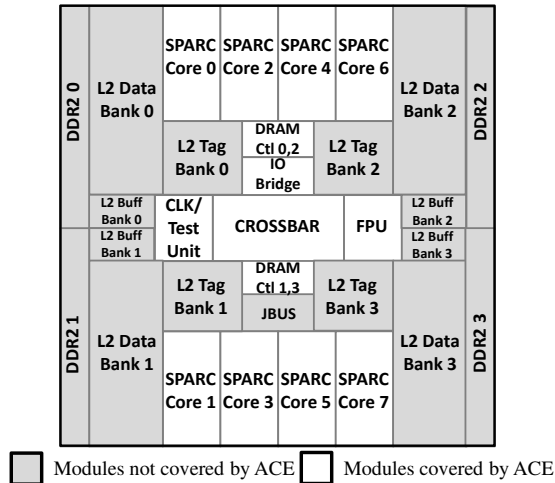 DDR2 0
L2 Data
Bank 0
SPARC
Core 0
SPARC
Core 2
SPARC
Core 4
SPARC
Core 6
L2 Data
Bank 2
DDR2 2
L2 Tag
Bank 0
DRAM
Ctl 0,2
IO
Bridge
L2 Tag
Bank 2
L2 Buff
Bank 0
L2 Buff
Bank 1
CLK/
Test
Unit
CROSSBAR
FPU
L2 Buff
Bank 2
L2 Buff
Bank 3
DDR2 1
L2 Data
Bank 1
L2 Tag
Bank 1
DRAM
Ctl 1,3
JBUS
L2 Tag
Bank 3
L2 Data
Bank 3
DDR2 3
SPARC
Core 1
SPARC
Core 3
SPARC
Core 5
SPARC
Core 7
Modules not covered by ACE
Modules covered by ACE